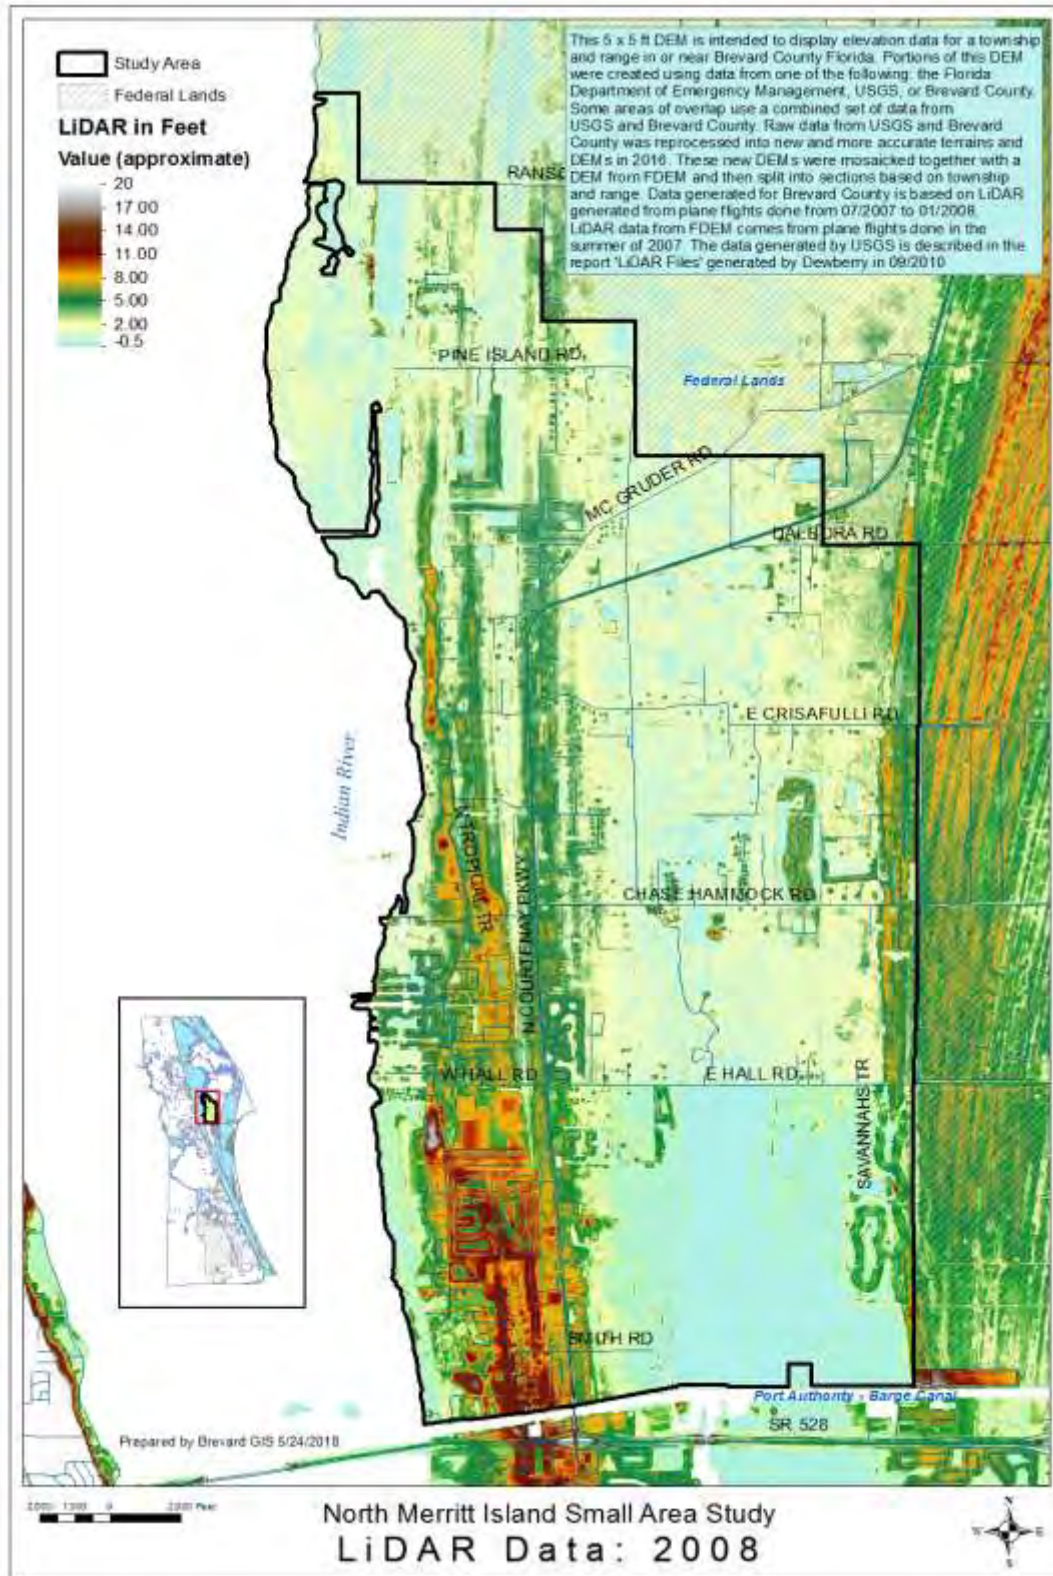 Study Area
Federal Lands
LiDAR in Feet
Value (approximate)
20
17.00
14.00
11.00
8.00
5.00
2.00
-0.5
This 5 x 5 ft DEM is intended to display elevation data for a township
and range in or near Brevard County Florida. Portions of this DEM
were created using data from one of the following: the Florida
Department of Emergency Management, USGS, or Brevard County.
Some areas of overlap use a combined set of data from
USGS and Brevard County. Raw data from USGS and Brevard
County was reprocessed into new and more accurate terrains and
DEMs in 2016. These new DEMs were mosaicked together with a
DEM from FDEM and then split into sections based on township
and range. Data generated for Brevard County is based on LiDAR
generated from plane flights done from 07/2007 to 01/2008.
LiDAR data from FDEM comes from plane flights done in the
summer of 2007. The data generated by USGS is described in the
report 'LiDAR Files' generated by Dewberry in 09/2010
RANSO
PINE ISLAND RD
Federal Lands
MC GRUDER RD
DALBORA RD
E CRISAFULLI RD
Indian River
N TROPICAL TR
N COURTENAY PKWY
CHASE HAMMOCK RD
W HALL RD
E HALL RD
SAVANNAHS TR
SMITH RD
Port Authority - Barge Canal
SR 528
Prepared by Brevard GIS 5/24/2018
2,000 1,000 0 2,000 Feet
North Merritt Island Small Area Study
LiDAR Data: 2008
N
W E
S